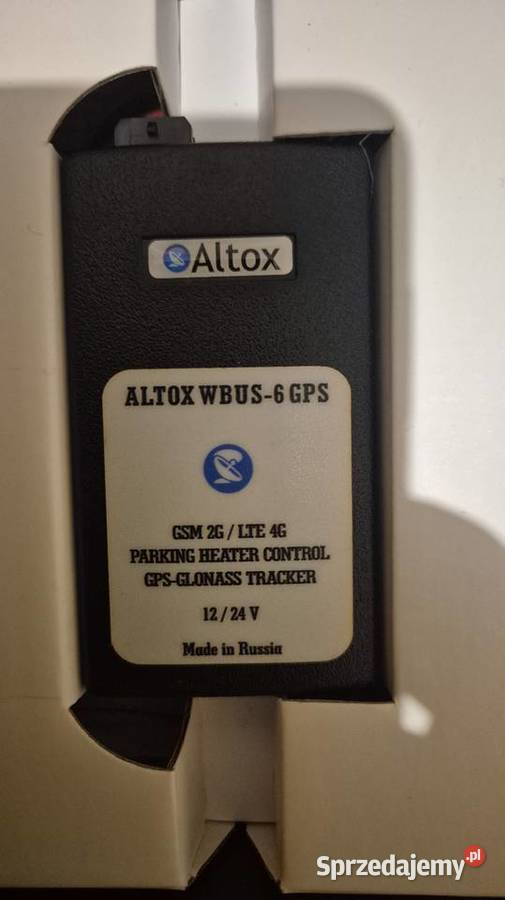 Altox
ALTOX WBUS-6 GPS
GSM 2G / LTE 4G
PARKING HEATER CONTROL
GPS-GLONASS TRACKER
12 / 24 V
Made in Russia
Sprzedajemy.pl